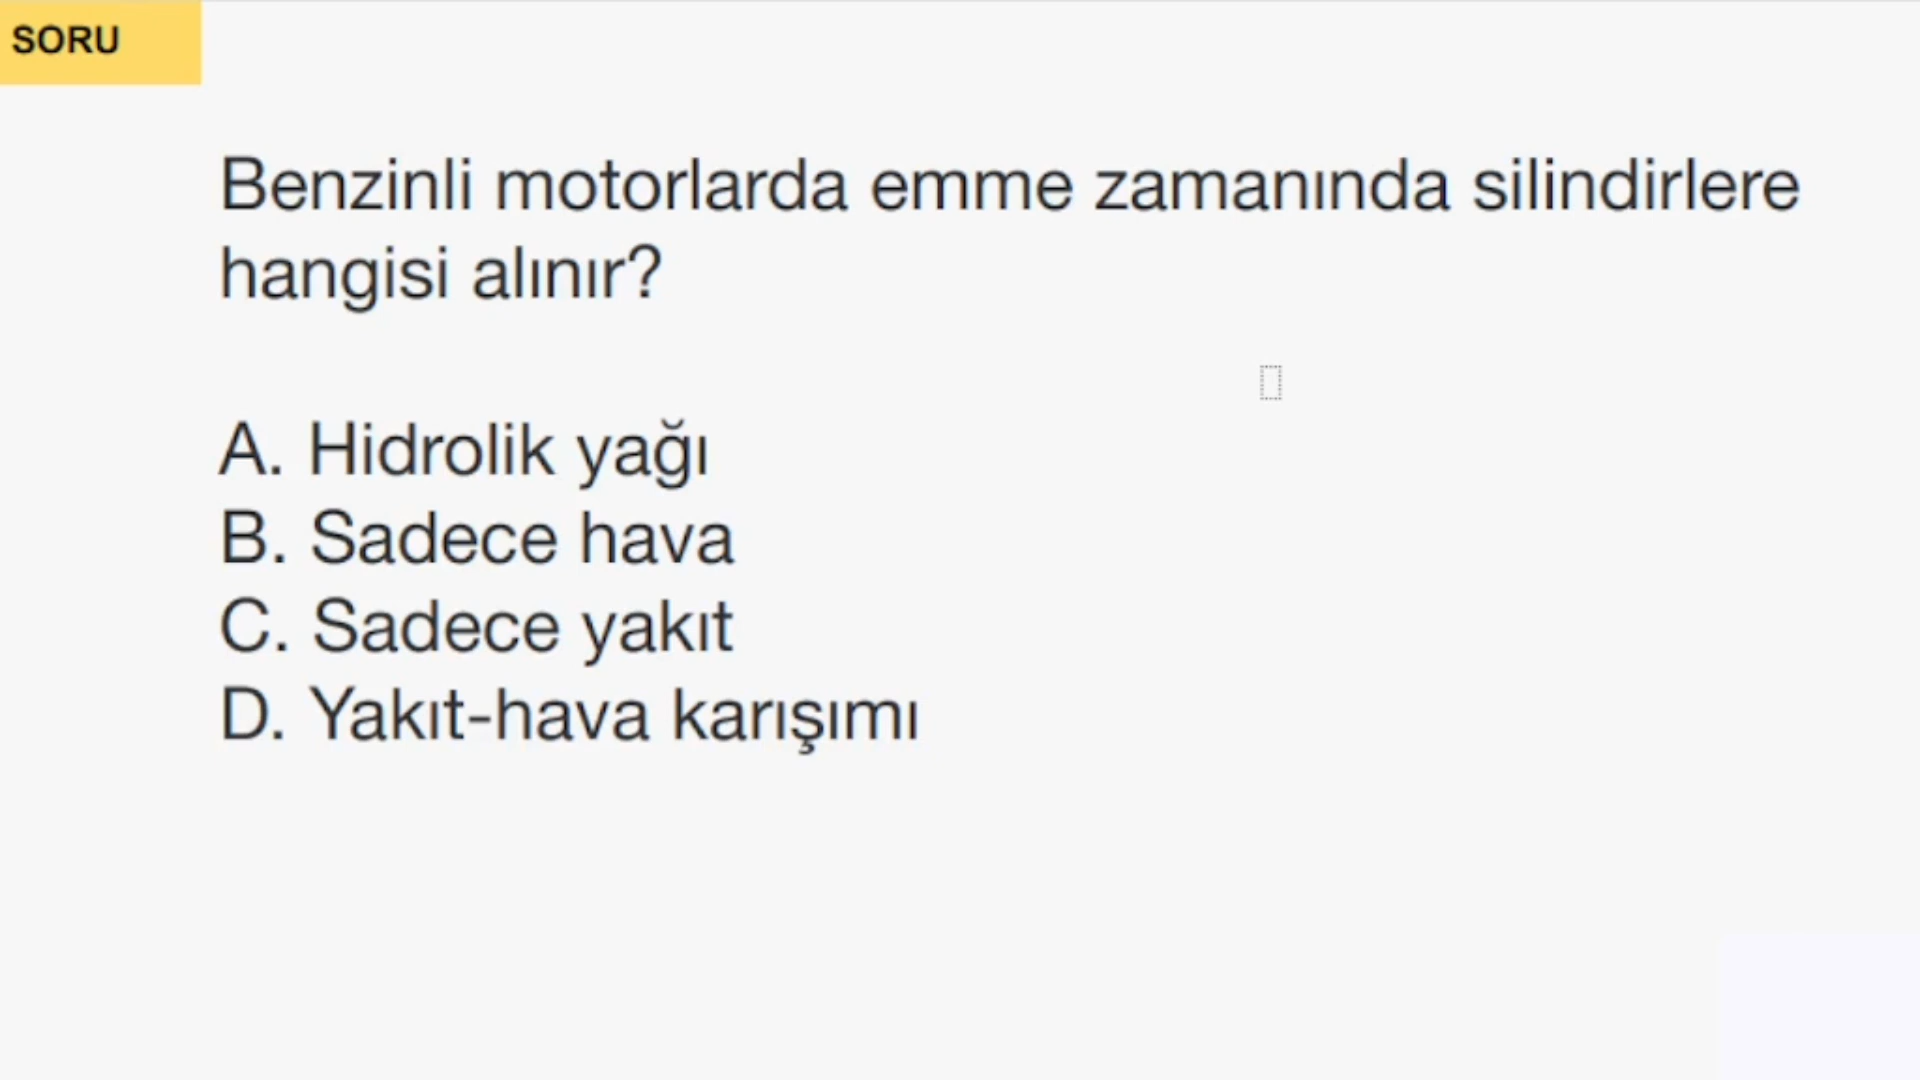 SORU
Benzinli motorlarda emme zamanında silindirlere
hangisi alınır?
A. Hidrolik yağı
B. Sadece hava
C. Sadece yakıt
D. Yakıt-hava karışımı